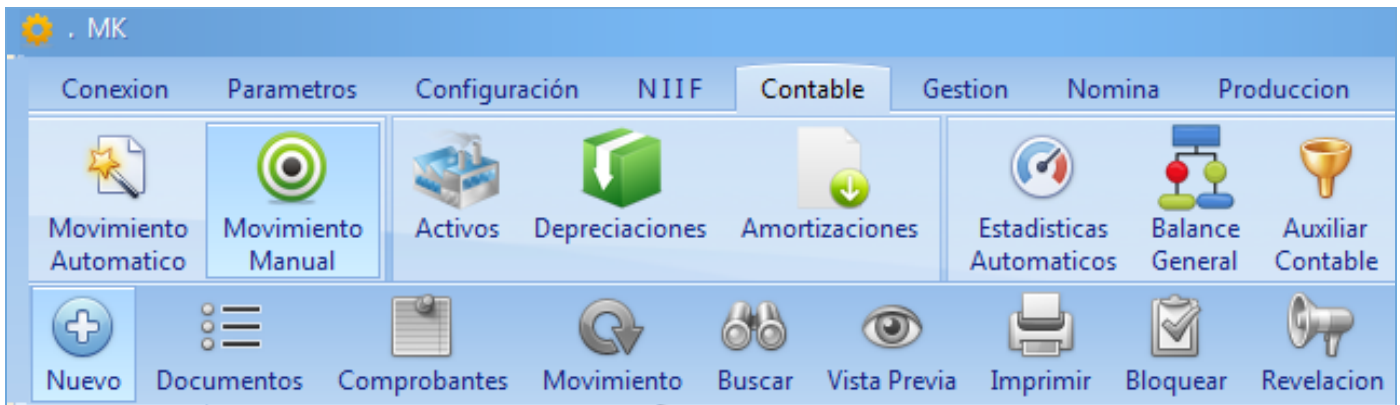 . MK
Conexion Parametros Configuración NIIF Contable Gestion Nomina Produccion
Movimiento Movimiento Activos Depreciaciones Amortizaciones Estadisticas Balance Auxiliar
Automatico Manual Automaticos General Contable
Nuevo Documentos Comprobantes Movimiento Buscar Vista Previa Imprimir Bloquear Revelacion